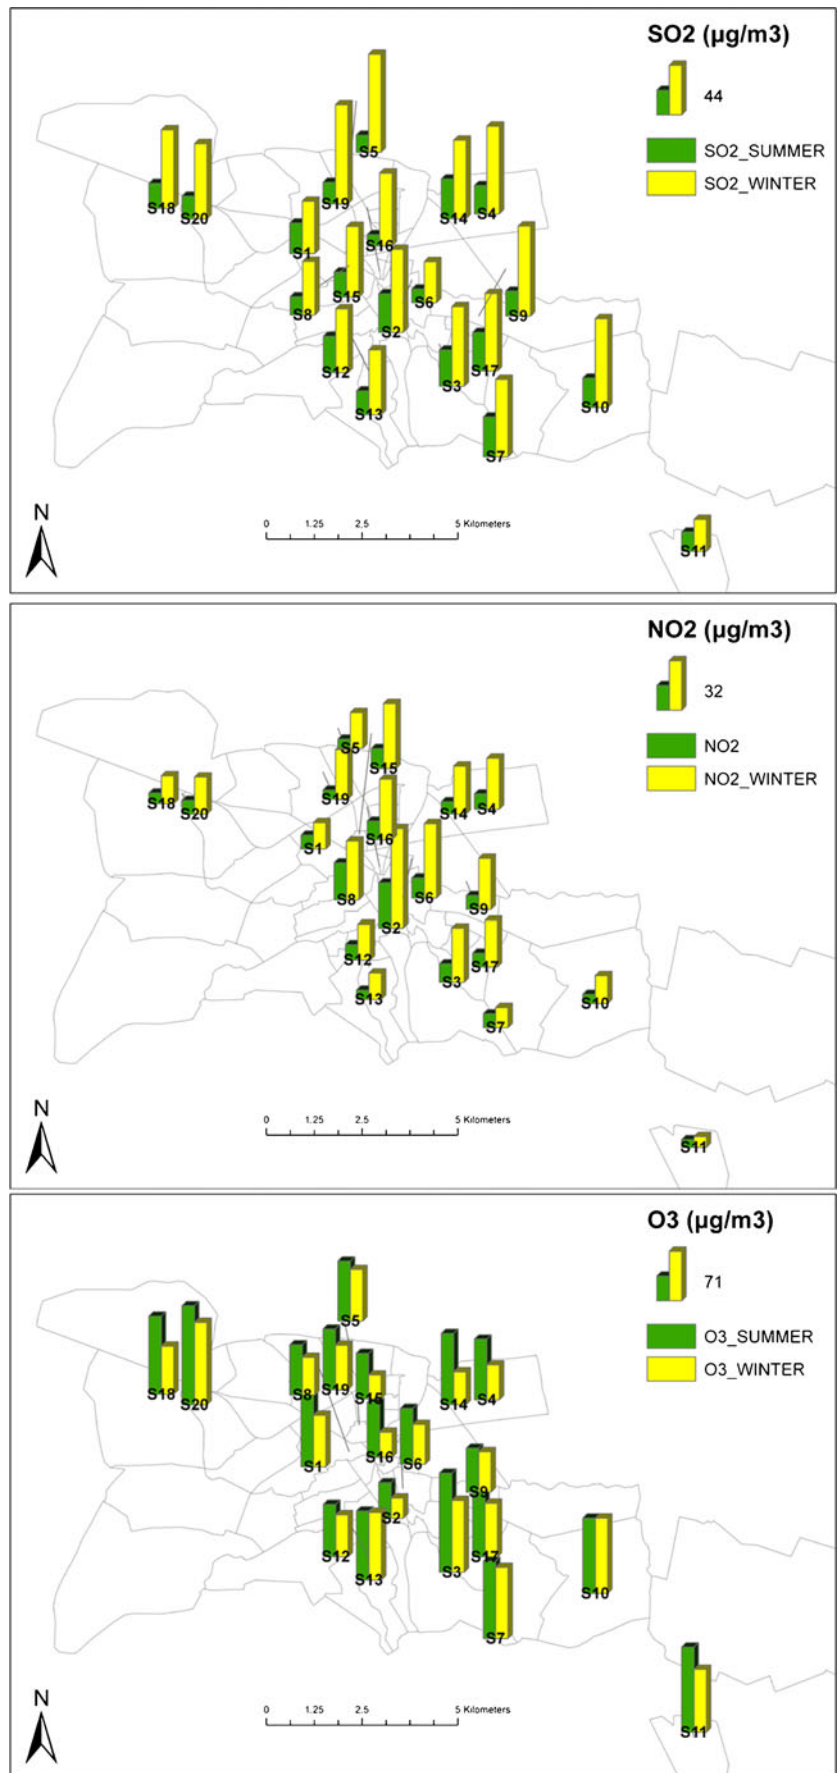 SO2 (µg/m3)
44
SO2_SUMMER
SO2_WINTER
S5
S18
S20
S19
S14
S4
S16
S1
S15
S6
S8
S2
S9
S12
S3
S17
S13
S10
S7
S11
N
0 1.25 2.5 5 Kilometers
NO2 (µg/m3)
32
NO2
NO2_WINTER
S5
S15
S18
S20
S19
S14
S4
S16
S1
S8
S6
S2
S9
S12
S17
S3
S13
S10
S7
S11
N
0 1.25 2.5 5 Kilometers
O3 (µg/m3)
71
O3_SUMMER
O3_WINTER
S5
S18
S20
S8
S19
S15
S14
S4
S16
S6
S1
S9
S2
S12
S17
S13
S3
S10
S7
S11
N
0 1.25 2.5 5 Kilometers